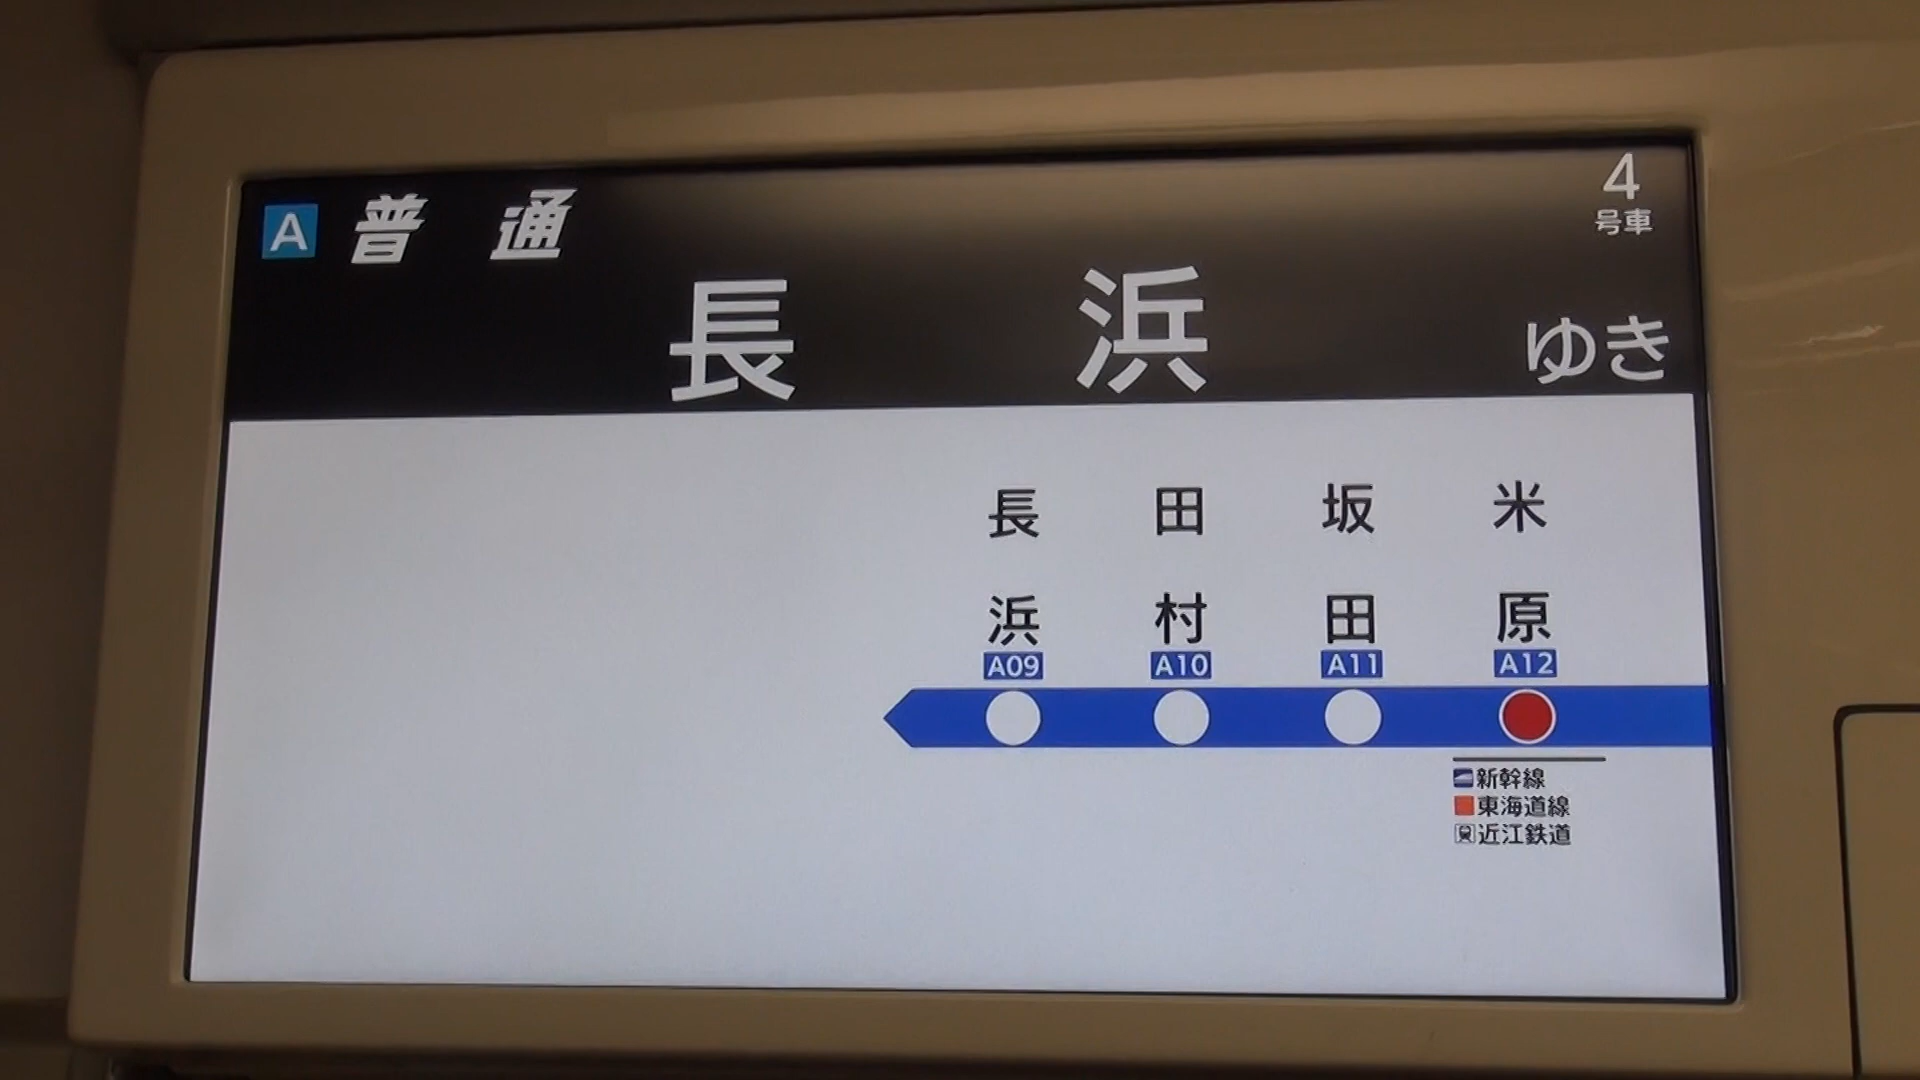 A 普通
4
号車
長浜 ゆき
長浜
田村
坂田
米原
A09 A10 A11 A12
新幹線
東海道線
近江鉄道